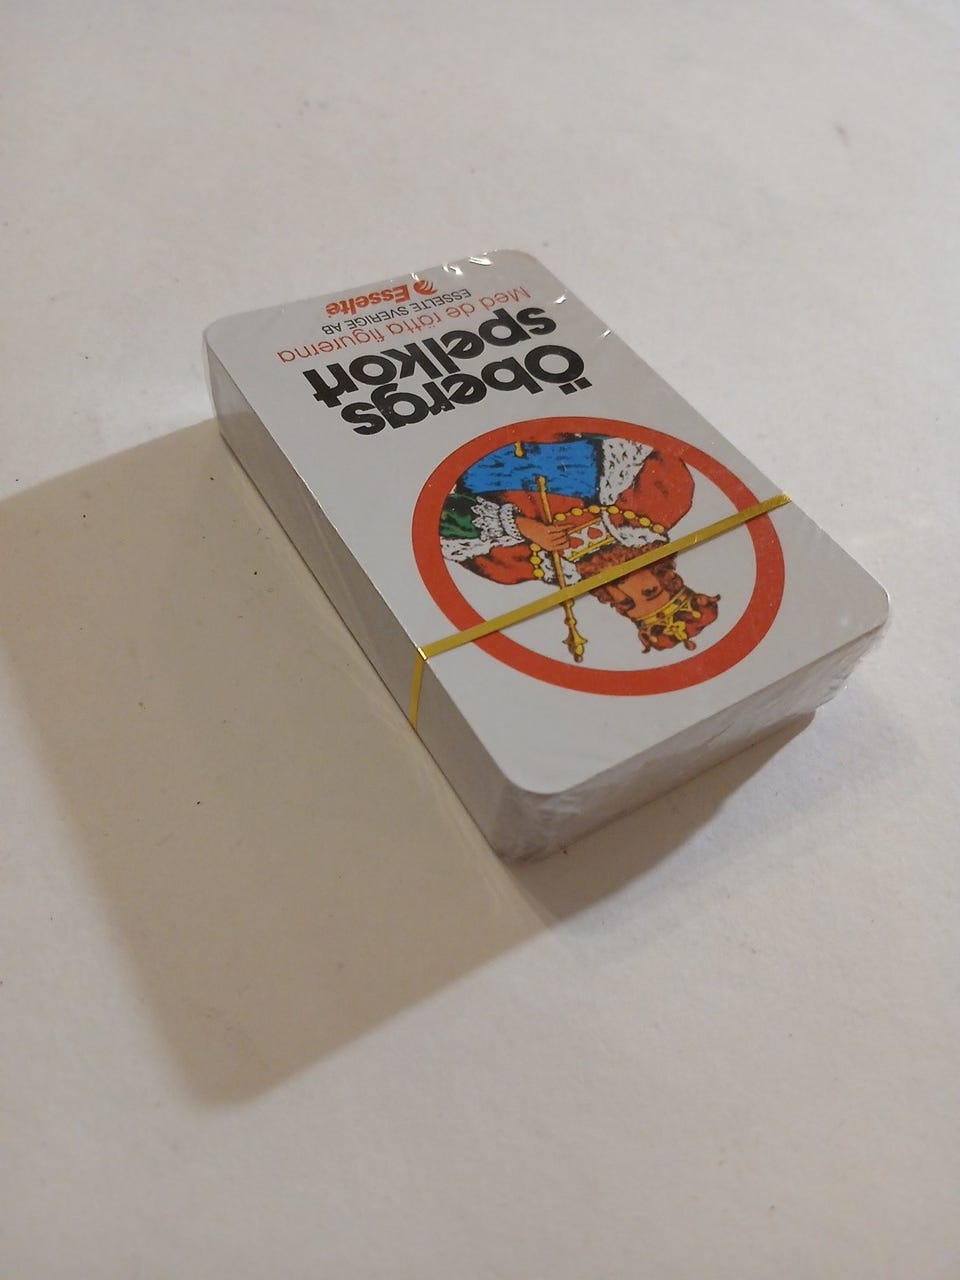 Öbergs
spelkort
Med de rätta figurerna
ESSELTE SVERIGE AB
Esselte